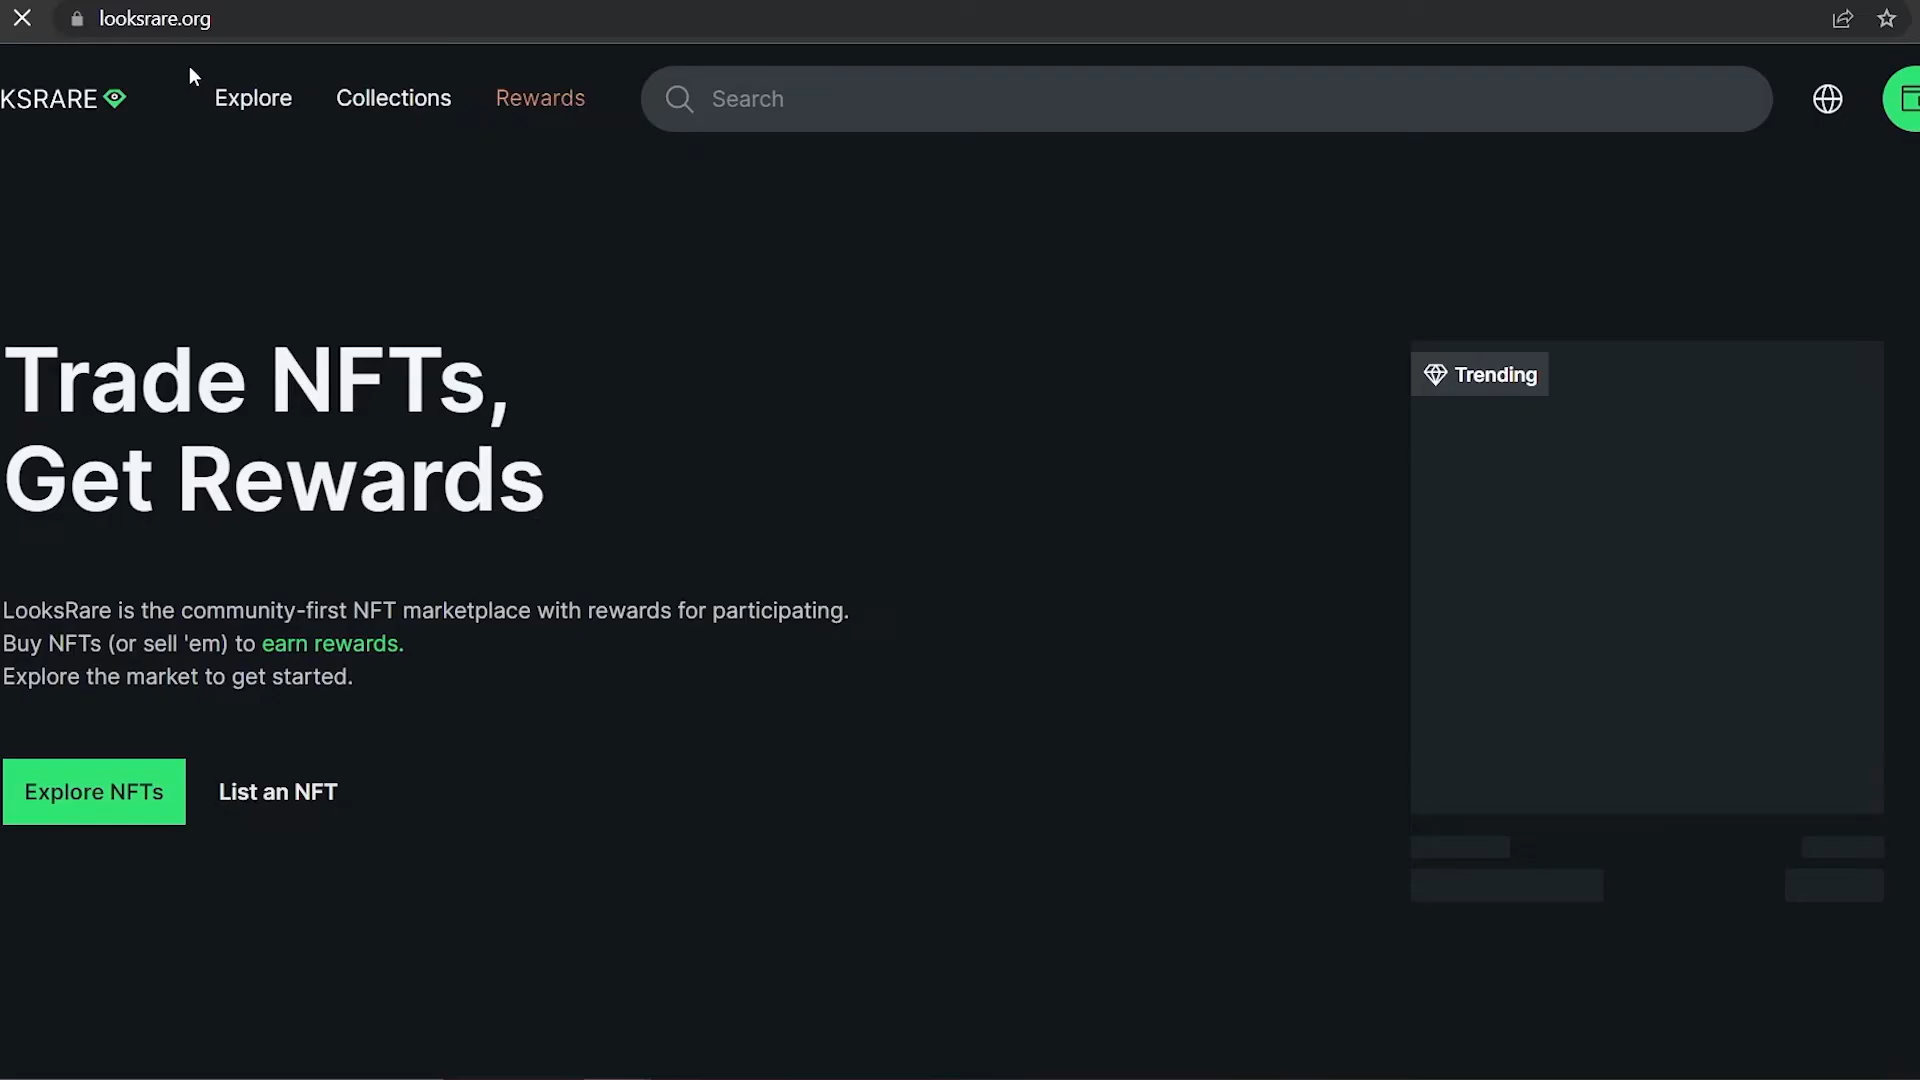 looksrare.org
KSRARE
Explore
Collections
Rewards
Search
Trade NFTs,
Get Rewards
Trending
LooksRare is the community-first NFT marketplace with rewards for participating.
Buy NFTs (or sell 'em) to earn rewards.
Explore the market to get started.
Explore NFTs
List an NFT